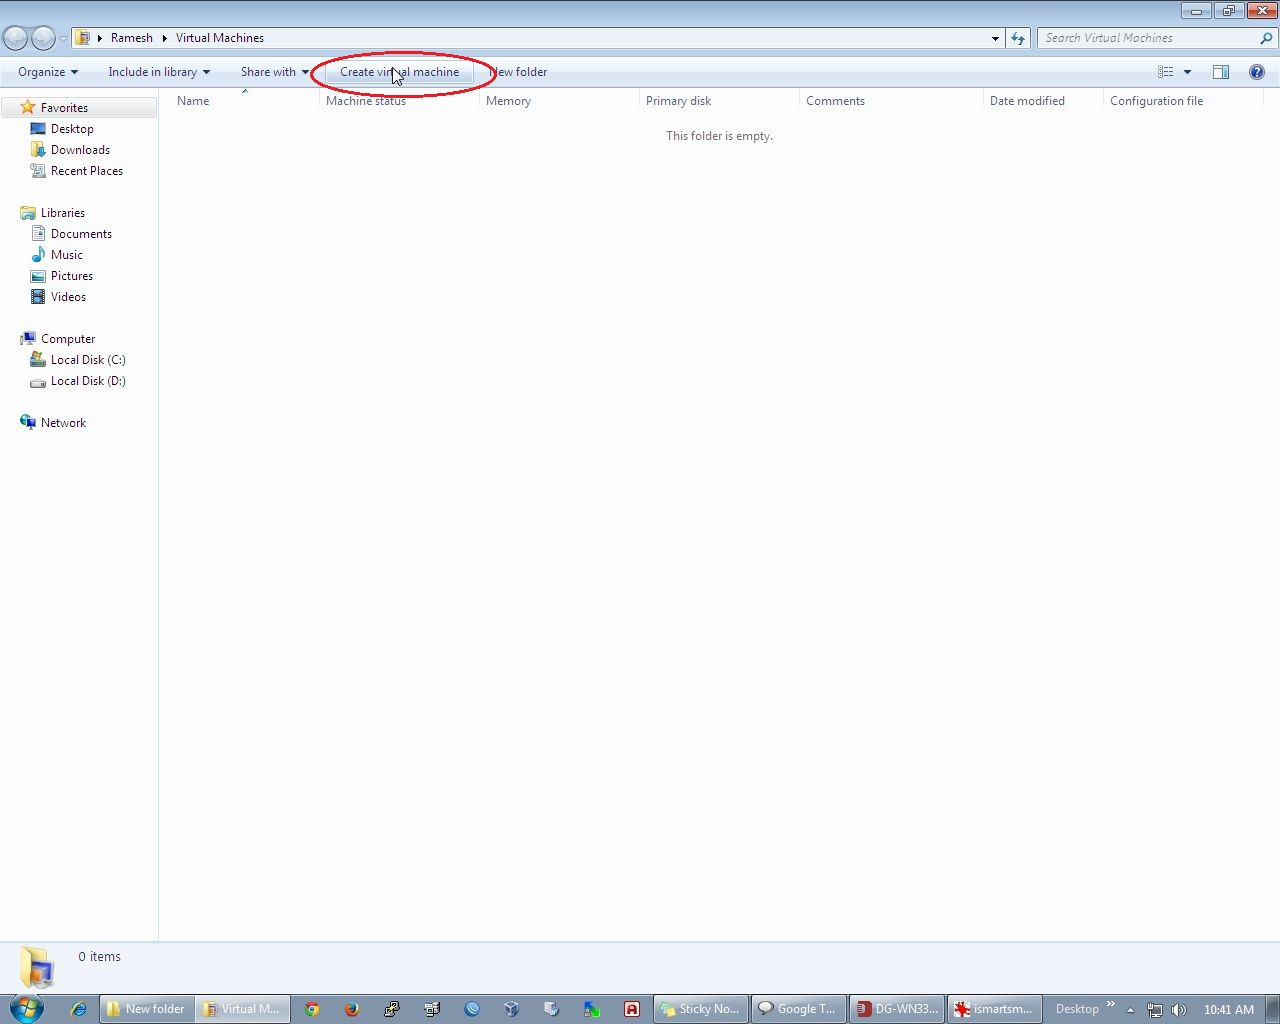 Ramesh Virtual Machines Search Virtual Machines
Organize Include in library Share with Create virtual machine New folder
Name Machine status Memory Primary disk Comments Date modified Configuration file
This folder is empty.
Favorites
Desktop
Downloads
Recent Places
Libraries
Documents
Music
Pictures
Videos
Computer
Local Disk (C:)
Local Disk (D:)
Network
0 items
New folder Virtual M... Sticky No... Google T... DG-WN33... ismartsm... Desktop 10:41 AM